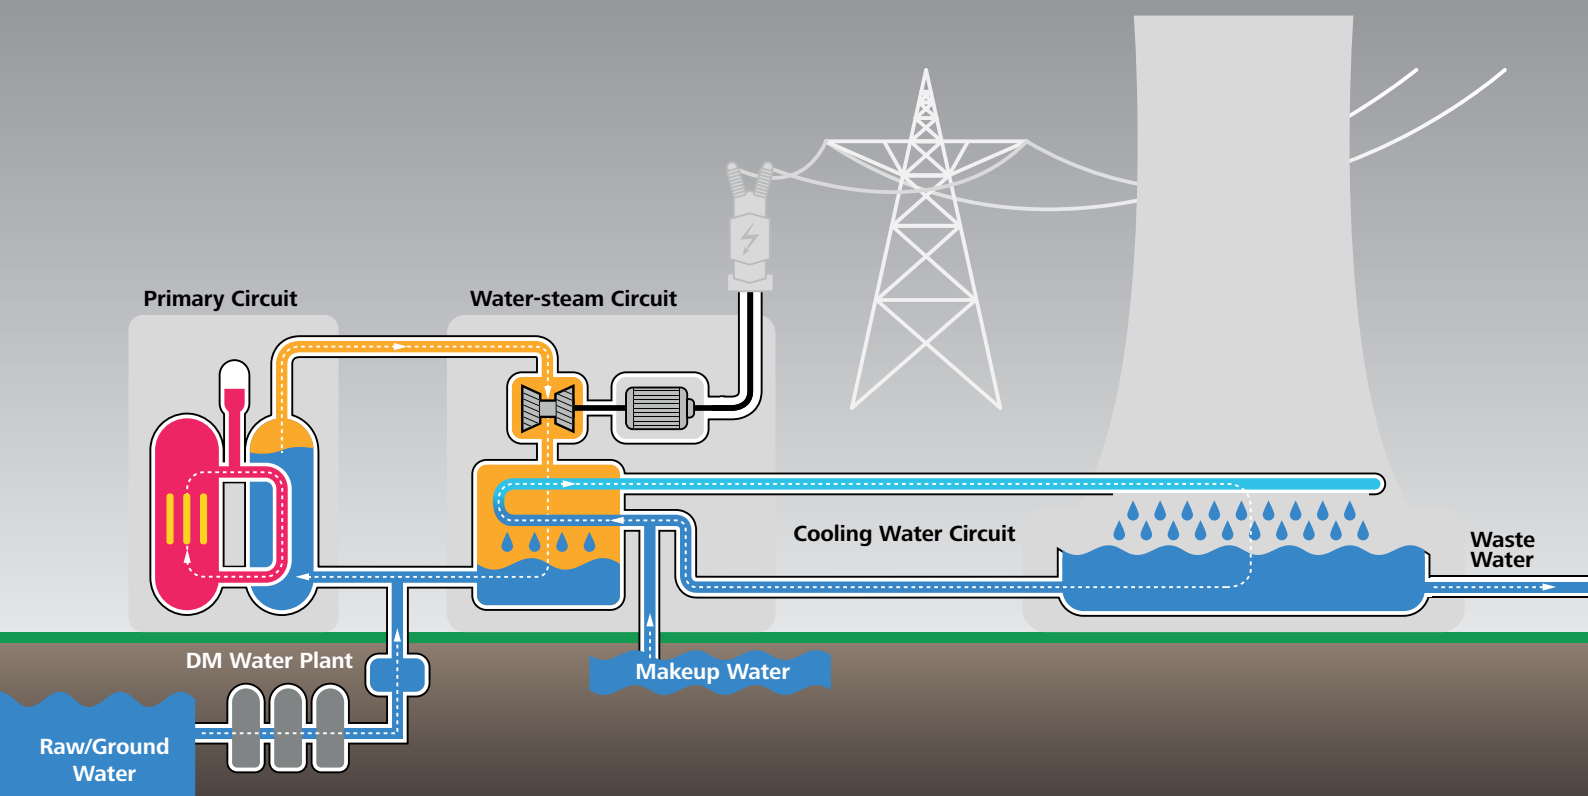 Primary Circuit
Water-steam Circuit
Cooling Water Circuit
Waste
Water
DM Water Plant
Makeup Water
Raw/Ground
Water